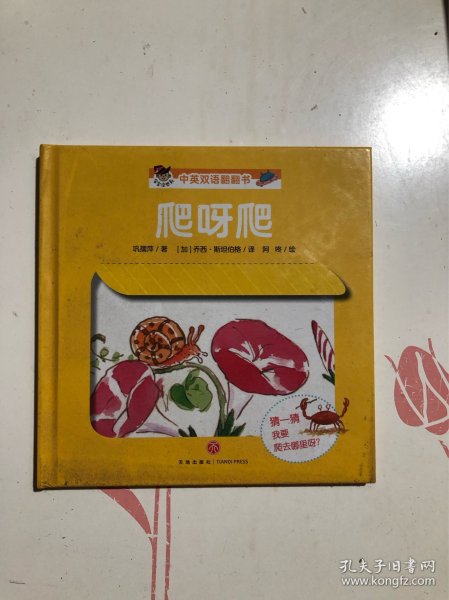 中英双语翻翻书
爬呀爬
巩孺萍/著 [加]乔西·斯坦伯格/译 阿 咚/绘
猜一猜
我要
爬去哪里呀?
天地出版社 | TIANDI PRESS
孔夫子旧书网
www.kongfz.com